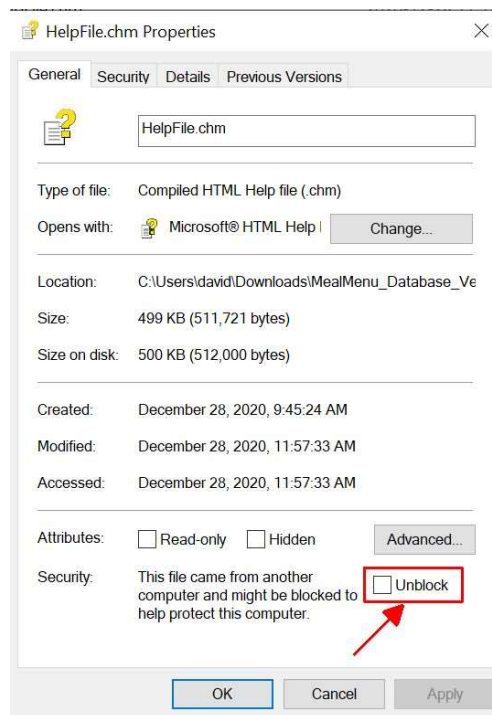 HelpFile.chm Properties
General Security Details Previous Versions
HelpFile.chm
Type of file: Compiled HTML Help file (.chm)
Opens with: Microsoft® HTML Help Change...
Location: C:\Users\david\Downloads\MealMenu_Database_Ve
Size: 499 KB (511,721 bytes)
Size on disk: 500 KB (512,000 bytes)
Created: December 28, 2020, 9:45:24 AM
Modified: December 28, 2020, 11:57:33 AM
Accessed: December 28, 2020, 11:57:33 AM
Attributes: Read-only Hidden Advanced...
Security: This file came from another
computer and might be blocked to
help protect this computer.
Unblock
OK Cancel Apply